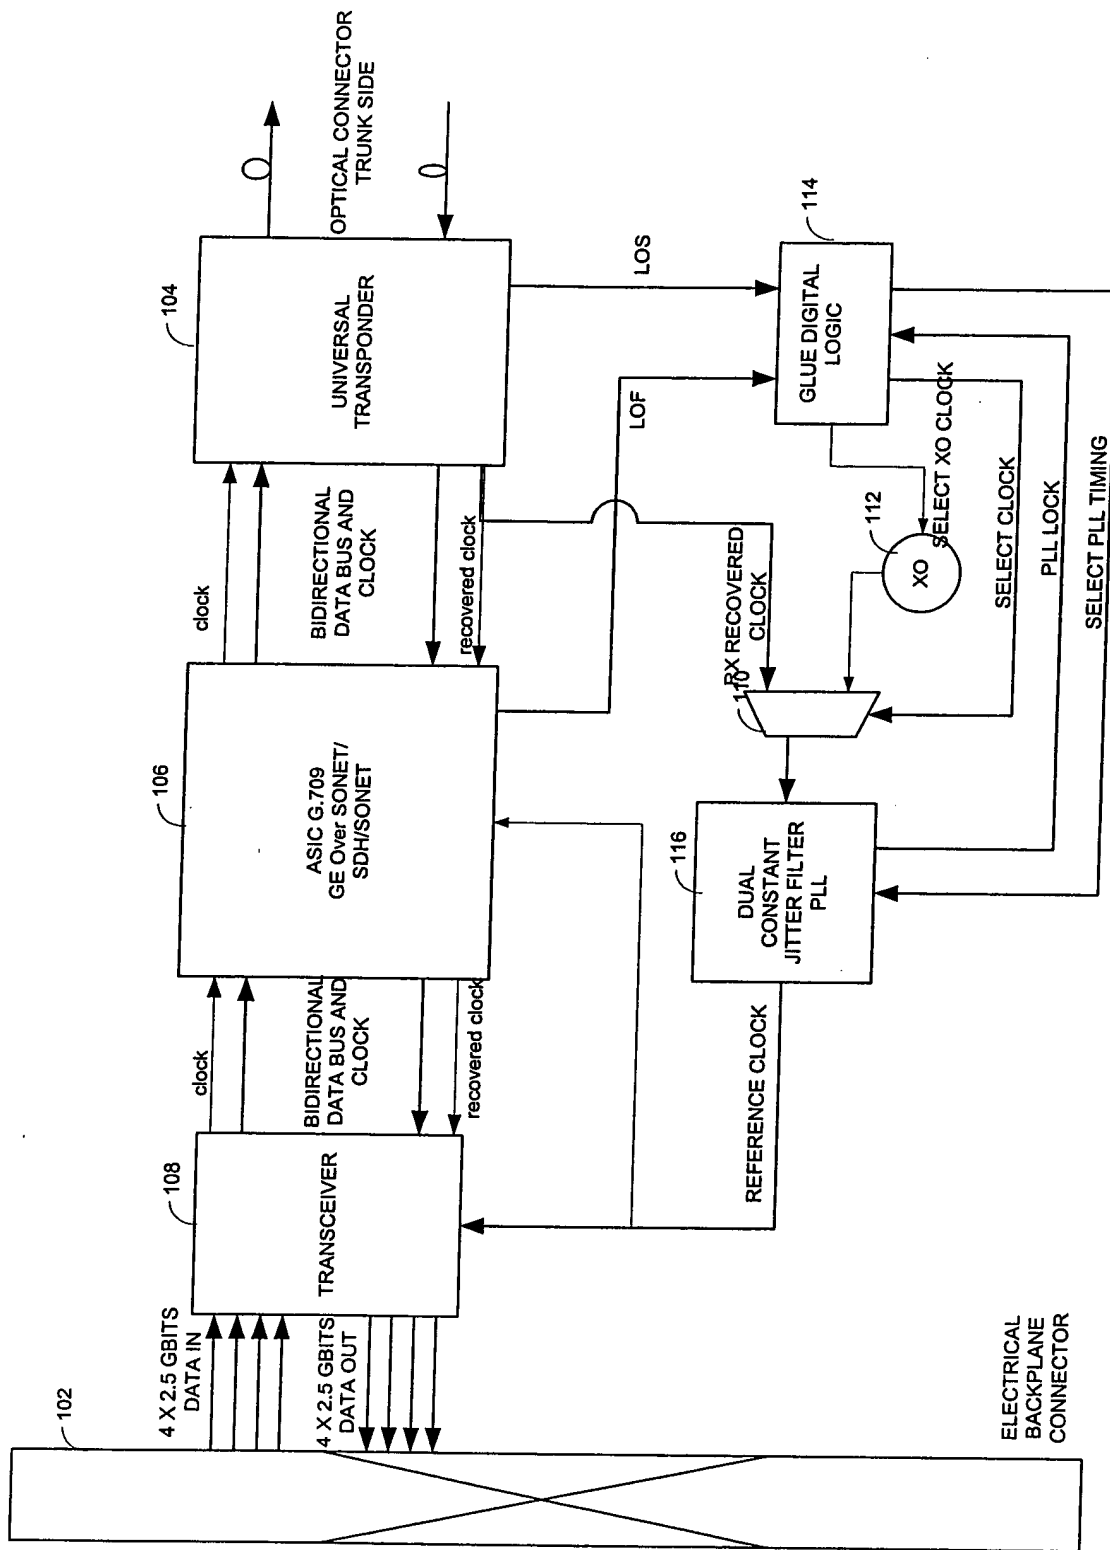 102
4 X 2.5 GBITS
DATA IN
4 X 2.5 GBITS
DATA OUT
ELECTRICAL
BACKPLANE
CONNECTOR
108
TRANSCEIVER
clock
BIDIRECTIONAL
DATA BUS AND
CLOCK
recovered clock
REFERENCE CLOCK
106
ASIC G.709
GE Over SONET/
SDH/SONET
clock
BIDIRECTIONAL
DATA BUS AND
CLOCK
recovered clock
104
UNIVERSAL
TRANSPONDER
OPTICAL CONNECTOR
TRUNK SIDE
LOS
LOF
RX RECOVERED
CLOCK
110
116
DUAL
CONSTANT
JITTER FILTER
PLL
112
XO
114
GLUE DIGITAL
LOGIC
SELECT XO CLOCK
SELECT CLOCK
PLL LOCK
SELECT PLL TIMING